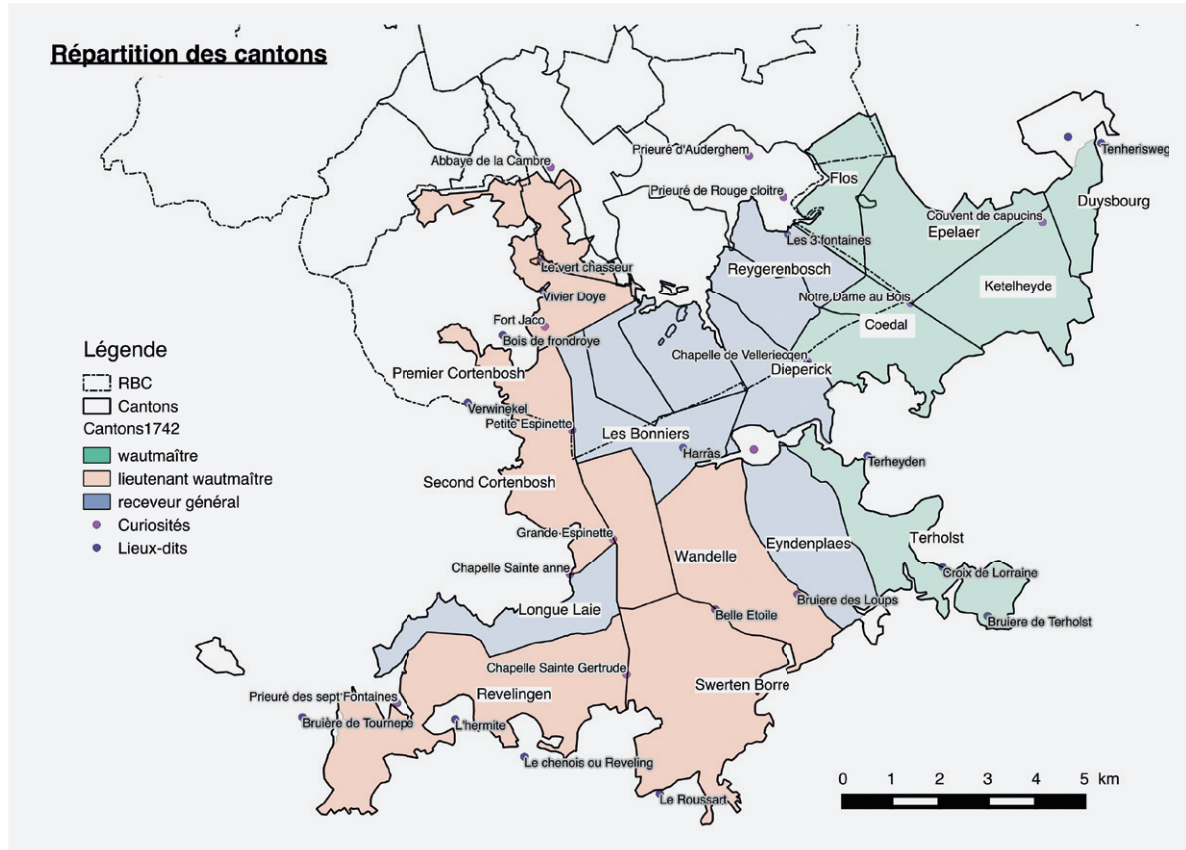 Répartition des cantons
Abbaye de la Cambre
Prieuré d'Auderghem
Tenherisweg
Flos
Prieuré de Rouge cloitre
Duysbourg
Couvent de capucins
Epelaer
Les 3 fontaines
Le vert chasseur
Reygerenbosch
Ketelheyde
Vivier Doye
Notre Dame au Bois
Fort Jaco
Coedal
Bois de frondroye
Légende
Chapelle de Velleriecqen
Dieperick
Premier Cortenbosh
RBC
Cantons
Verwinekel
Cantons1742
Petite Espinette
Les Bonniers
Harras
wautmaître
Terheyden
lieutenant wautmaître
Second Cortenbosh
receveur général
Curiosités
Grande Espinette
Terholst
Eyndenplaes
Lieux-dits
Wandelle
Chapelle Sainte anne
Croix de Lorraine
Bruiere des Loups
Longue Laie
Belle Etoile
Bruiere de Terholst
Chapelle Sainte Gertrude
Swerten Borre
Revelingen
Prieuré des sept Fontaines
Bruière de Tournepe
L'hermite
Le chenois ou Reveling
0 1 2 3 4 5 km
Le Roussart